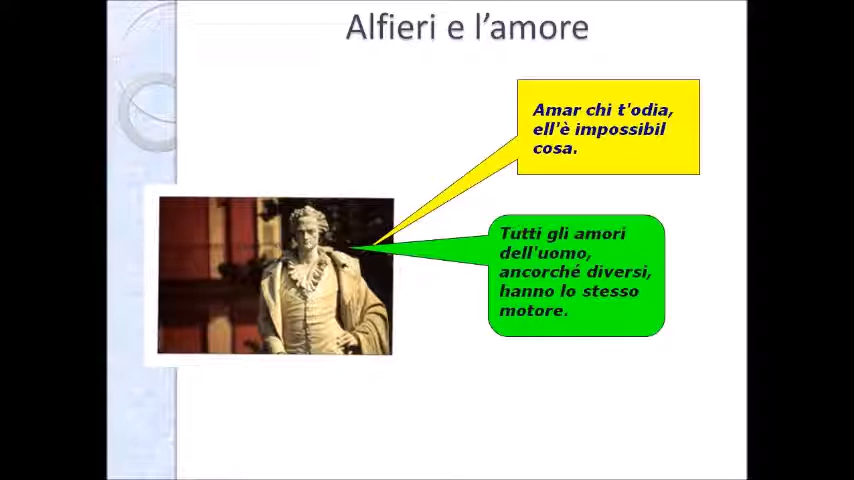 Alfieri e l’amore
Amar chi t'odia,
ell'è impossibil
cosa.
Tutti gli amori
dell'uomo,
ancorché diversi,
hanno lo stesso
motore.